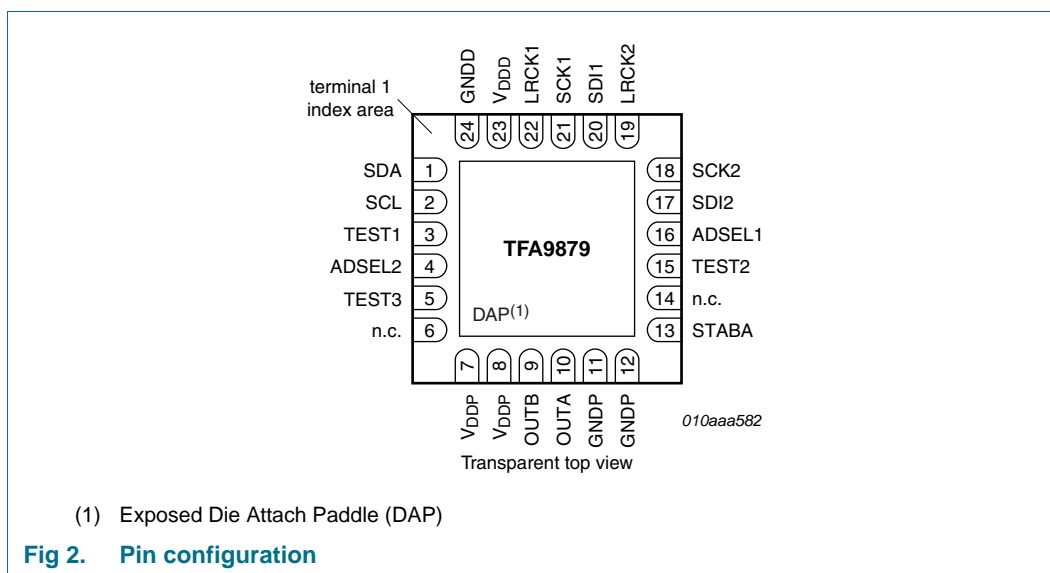 GNDD
VDDD
LRCK1
SCK1
SDI1
LRCK2
terminal 1
index area
24
23
22
21
20
19
SDA 1
SCL 2
TEST1 3
ADSEL2 4
TEST3 5
n.c. 6
18 SCK2
17 SDI2
16 ADSEL1
15 TEST2
14 n.c.
13 STABA
TFA9879
DAP(1)
7
8
9
10
11
12
VDDP
VDDP
OUTB
OUTA
GNDP
GNDP
010aaa582
Transparent top view
(1) Exposed Die Attach Paddle (DAP)
Fig 2. Pin configuration